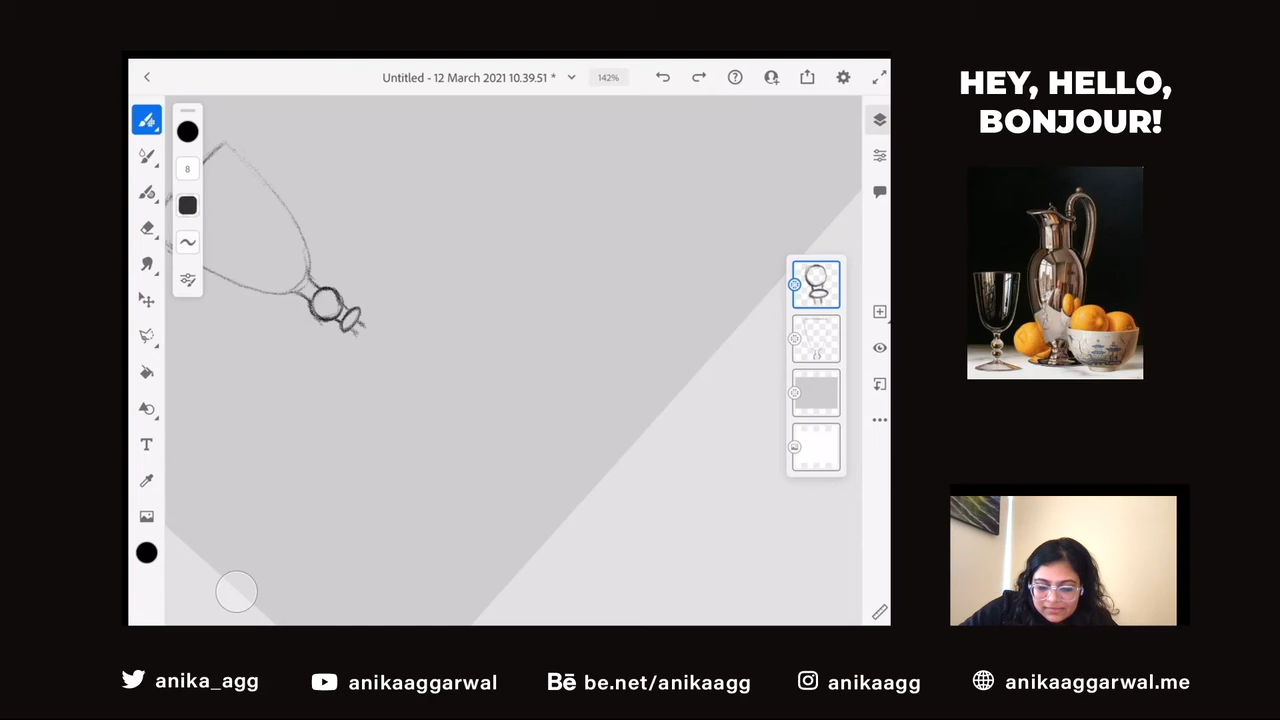 Untitled - 12 March 2021 10.39.51 *
142%
HEY, HELLO,
BONJOUR!
8
T
anika_agg
anikaaggarwal
Bē be.net/anikaagg
anikaagg
anikaaggarwal.me